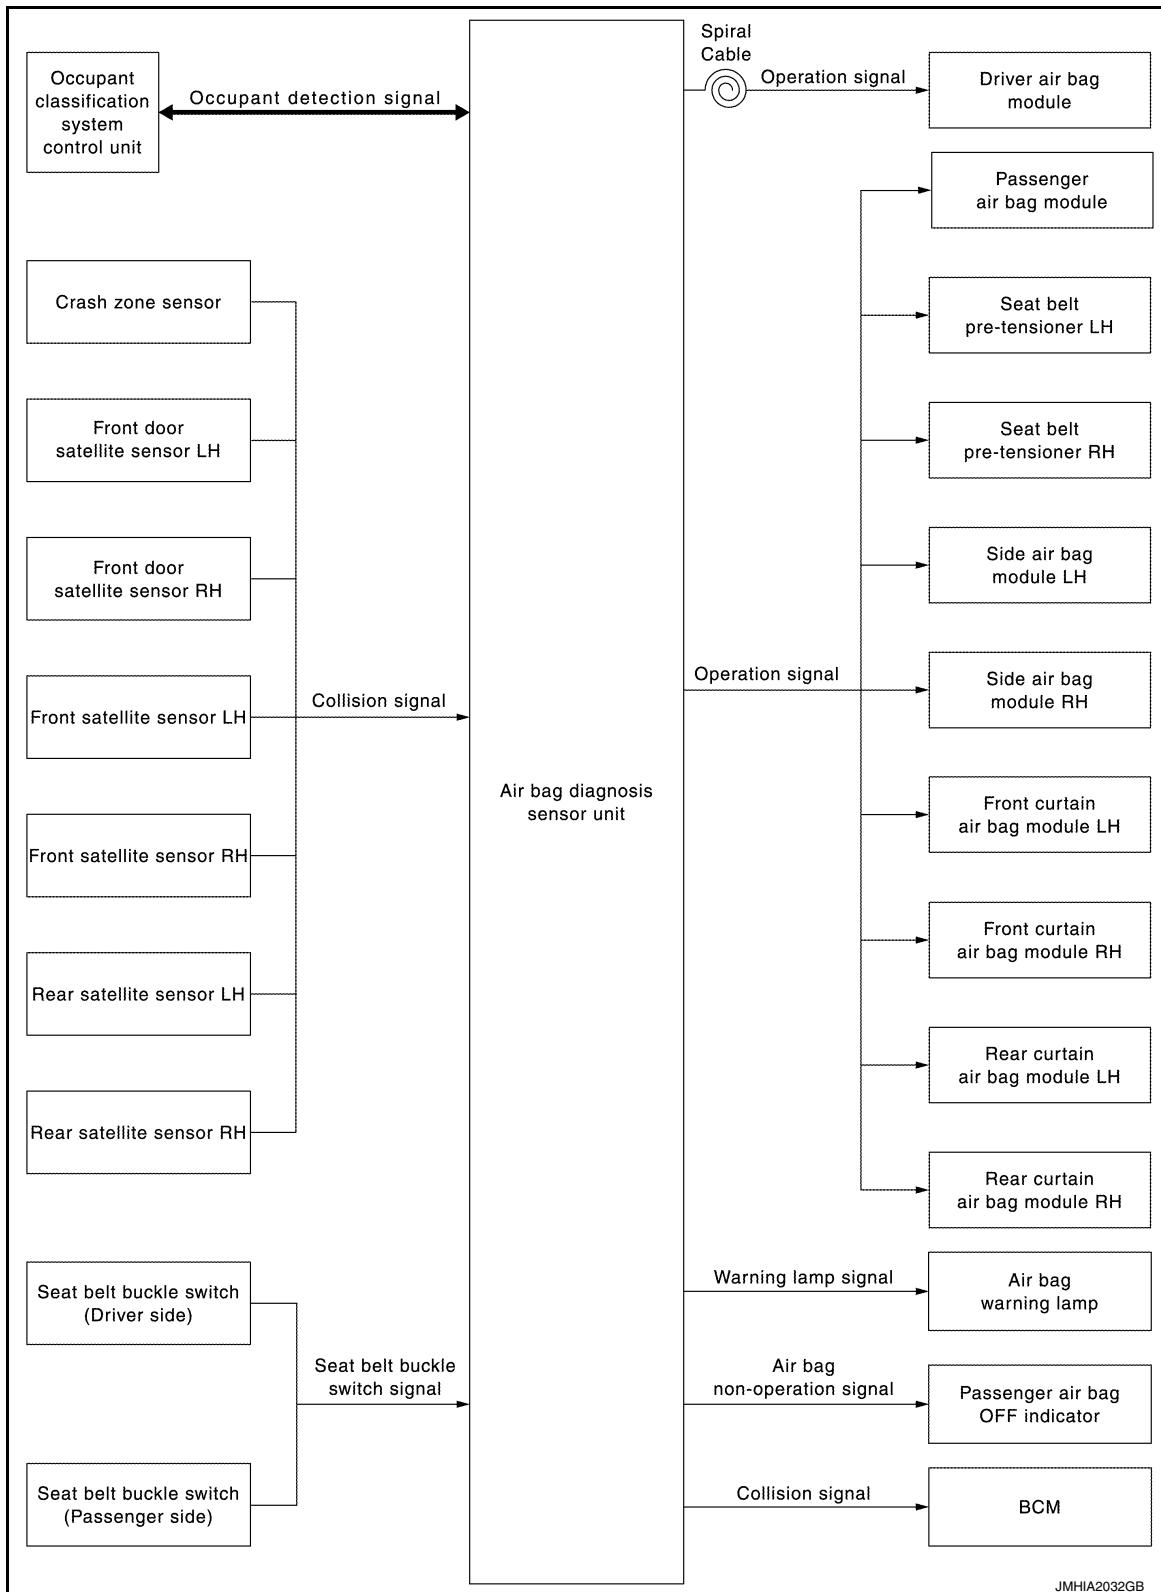 Occupant
classification
system
control unit
Occupant detection signal
Crash zone sensor
Front door
satellite sensor LH
Front door
satellite sensor RH
Front satellite sensor LH
Collision signal
Front satellite sensor RH
Rear satellite sensor LH
Rear satellite sensor RH
Seat belt buckle switch
(Driver side)
Seat belt buckle
switch signal
Seat belt buckle switch
(Passenger side)
Air bag diagnosis
sensor unit
Spiral
Cable
Operation signal
Driver air bag
module
Passenger
air bag module
Seat belt
pre-tensioner LH
Seat belt
pre-tensioner RH
Side air bag
module LH
Operation signal
Side air bag
module RH
Front curtain
air bag module LH
Front curtain
air bag module RH
Rear curtain
air bag module LH
Rear curtain
air bag module RH
Warning lamp signal
Air bag
warning lamp
Air bag
non-operation signal
Passenger air bag
OFF indicator
Collision signal
BCM
JMHIA2032GB